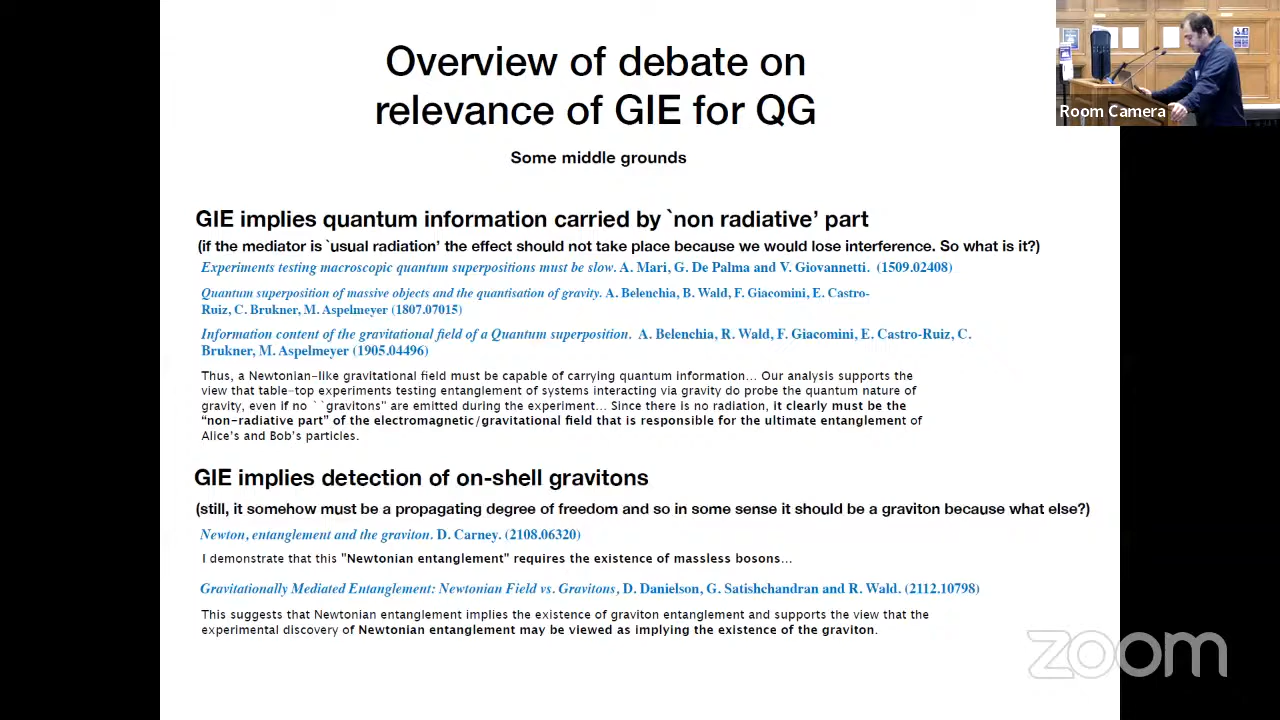 Overview of debate on
relevance of GIE for QG
Room Camera
Some middle grounds
GIE implies quantum information carried by `non radiative' part
(if the mediator is `usual radiation' the effect should not take place because we would lose interference. So what is it?)
Experiments testing macroscopic quantum superpositions must be slow. A. Mari, G. De Palma and V. Giovannetti. (1509.02408)
Quantum superposition of massive objects and the quantisation of gravity. A. Belenchia, B. Wald, F. Giacomini, E. Castro-
Ruiz, C. Brukner, M. Aspelmeyer (1807.07015)
Information content of the gravitational field of a Quantum superposition. A. Belenchia, R. Wald, F. Giacomini, E. Castro-Ruiz, C.
Brukner, M. Aspelmeyer (1905.04496)
Thus, a Newtonian-like gravitational field must be capable of carrying quantum information... Our analysis supports the
view that table-top experiments testing entanglement of systems interacting via gravity do probe the quantum nature of
gravity, even if no ``gravitons" are emitted during the experiment... Since there is no radiation, it clearly must be the
“non-radiative part” of the electromagnetic/gravitational field that is responsible for the ultimate entanglement of
Alice's and Bob's particles.
GIE implies detection of on-shell gravitons
(still, it somehow must be a propagating degree of freedom and so in some sense it should be a graviton because what else?)
Newton, entanglement and the graviton. D. Carney. (2108.06320)
I demonstrate that this "Newtonian entanglement" requires the existence of massless bosons...
Gravitationally Mediated Entanglement: Newtonian Field vs. Gravitons, D. Danielson, G. Satishchandran and R. Wald. (2112.10798)
This suggests that Newtonian entanglement implies the existence of graviton entanglement and supports the view that the
experimental discovery of Newtonian entanglement may be viewed as implying the existence of the graviton.
zoom